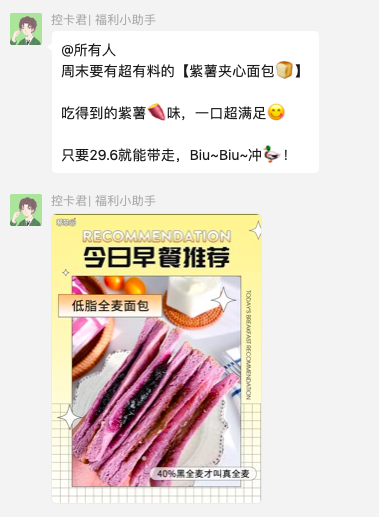 控卡君| 福利小助手
@所有人
周末要有超有料的【紫薯夹心面包🍞】
吃得到的紫薯🍠味，一口超满足😋
只要29.6就能带走，Biu~Biu~冲🦆！
控卡君| 福利小助手
RECOMMENDATION
今日早餐推荐
低脂全麦面包
TODAY'S BREAKFAST RECOMMENDATION
40%黑全麦才叫真全麦